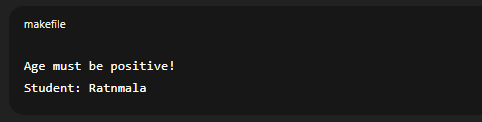 makefile
Age must be positive!
Student: Ratnmala